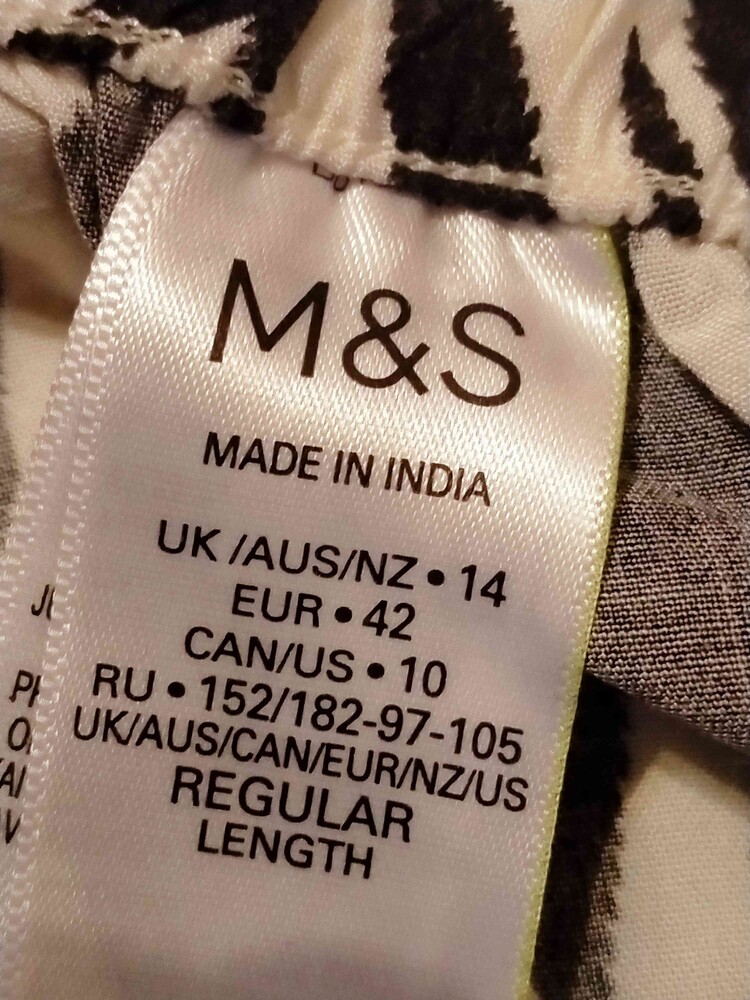 M&S
MADE IN INDIA
UK /AUS/NZ • 14
EUR • 42
CAN/US • 10
RU • 152/182-97-105
UK/AUS/CAN/EUR/NZ/US
REGULAR
LENGTH